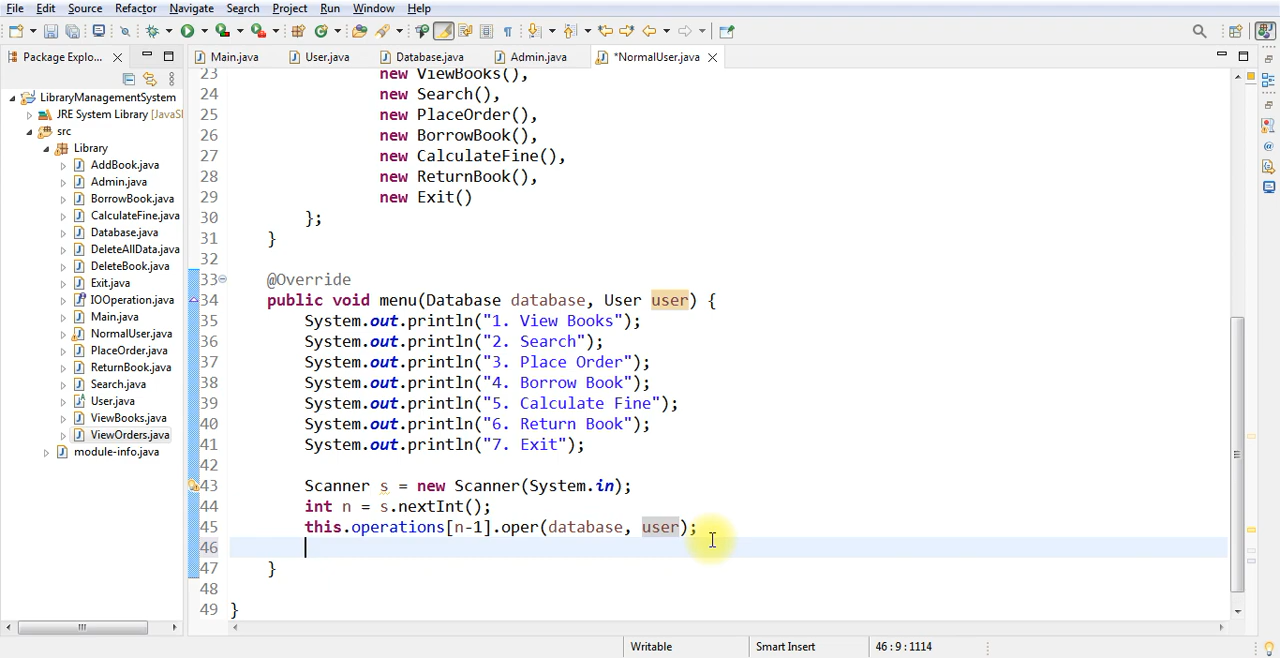 File Edit Source Refactor Navigate Search Project Run Window Help
Package Explo...
Main.java User.java Database.java Admin.java *NormalUser.java
LibraryManagementSystem
JRE System Library [JavaS
src
Library
AddBook.java
Admin.java
BorrowBook.java
CalculateFine.java
Database.java
DeleteAllData.java
DeleteBook.java
Exit.java
IOOperation.java
Main.java
NormalUser.java
PlaceOrder.java
ReturnBook.java
Search.java
User.java
ViewBooks.java
ViewOrders.java
module-info.java
23 new ViewBooks(),
24 new Search(),
25 new PlaceOrder(),
26 new BorrowBook(),
27 new CalculateFine(),
28 new ReturnBook(),
29 new Exit()
30 };
31 }
32
33 @Override
34 public void menu(Database database, User user) {
35 System.out.println("1. View Books");
36 System.out.println("2. Search");
37 System.out.println("3. Place Order");
38 System.out.println("4. Borrow Book");
39 System.out.println("5. Calculate Fine");
40 System.out.println("6. Return Book");
41 System.out.println("7. Exit");
42
43 Scanner s = new Scanner(System.in);
44 int n = s.nextInt();
45 this.operations[n-1].oper(database, user);
46
47 }
48
49 }
Writable Smart Insert 46 : 9 : 1114